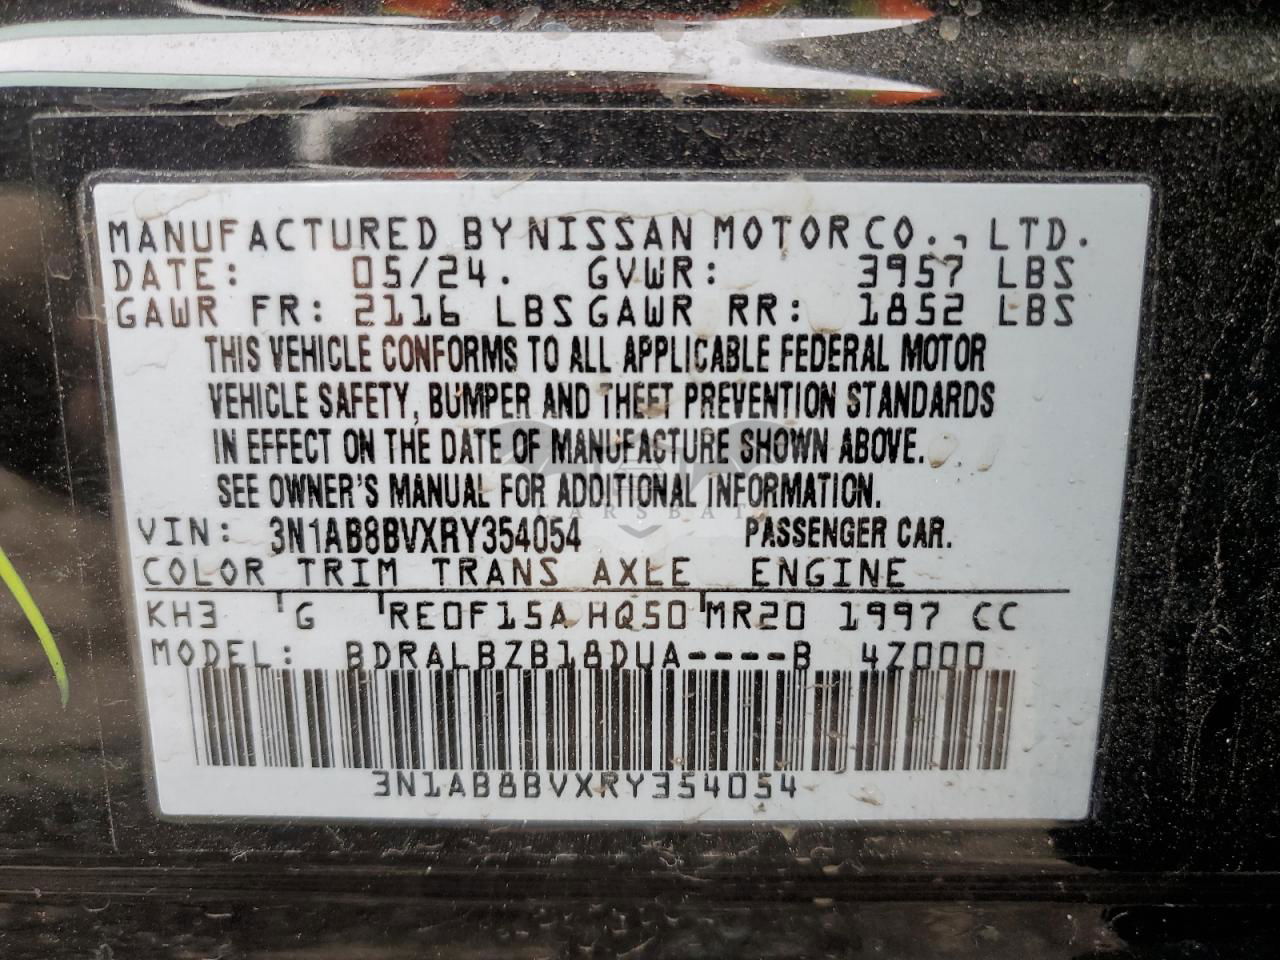 MANUFACTURED BY NISSAN MOTOR CO., LTD.
DATE: 05/24. GVWR: 3957 LBS
GAWR FR: 2116 LBS GAWR RR: 1852 LBS
THIS VEHICLE CONFORMS TO ALL APPLICABLE FEDERAL MOTOR
VEHICLE SAFETY, BUMPER AND THEFT PREVENTION STANDARDS
IN EFFECT ON THE DATE OF MANUFACTURE SHOWN ABOVE.
SEE OWNER'S MANUAL FOR ADDITIONAL INFORMATION.
CARSBAT
VIN: 3N1AB8BVXRY354054 PASSENGER CAR.
COLOR TRIM TRANS AXLE ENGINE
KH3 G RE0F15A HQ50 MR20 1997 CC
MODEL: BDRALBZB18DUA----B 4Z000
3N1AB8BVXRY354054